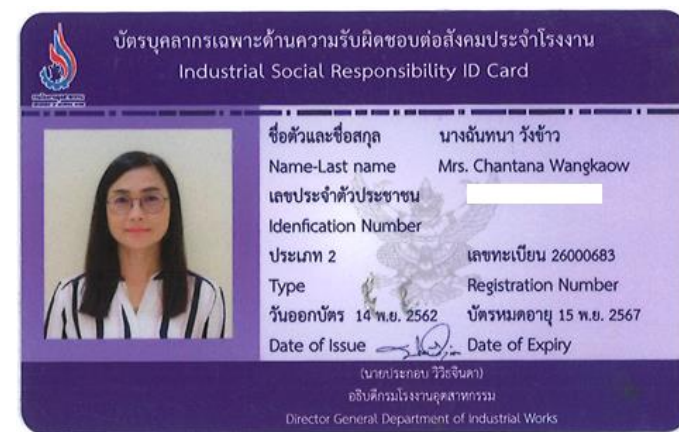 บัตรบุคลากรเฉพาะด้านความรับผิดชอบต่อสังคมประจำโรงงาน
Industrial Social Responsibility ID Card
ชื่อตัวและชื่อสกุล นางฉันทนา วังข้าว
Name-Last name Mrs. Chantana Wangkaow
เลขประจำตัวประชาชน
Idenfication Number
ประเภท 2 เลขทะเบียน 26000683
Type Registration Number
วันออกบัตร 14 พ.ย. 2562 บัตรหมดอายุ 15 พ.ย. 2567
Date of Issue Date of Expiry
(นายประกอบ วิวิธจินดา)
อธิบดีกรมโรงงานอุตสาหกรรม
Director General Department of Industrial Works